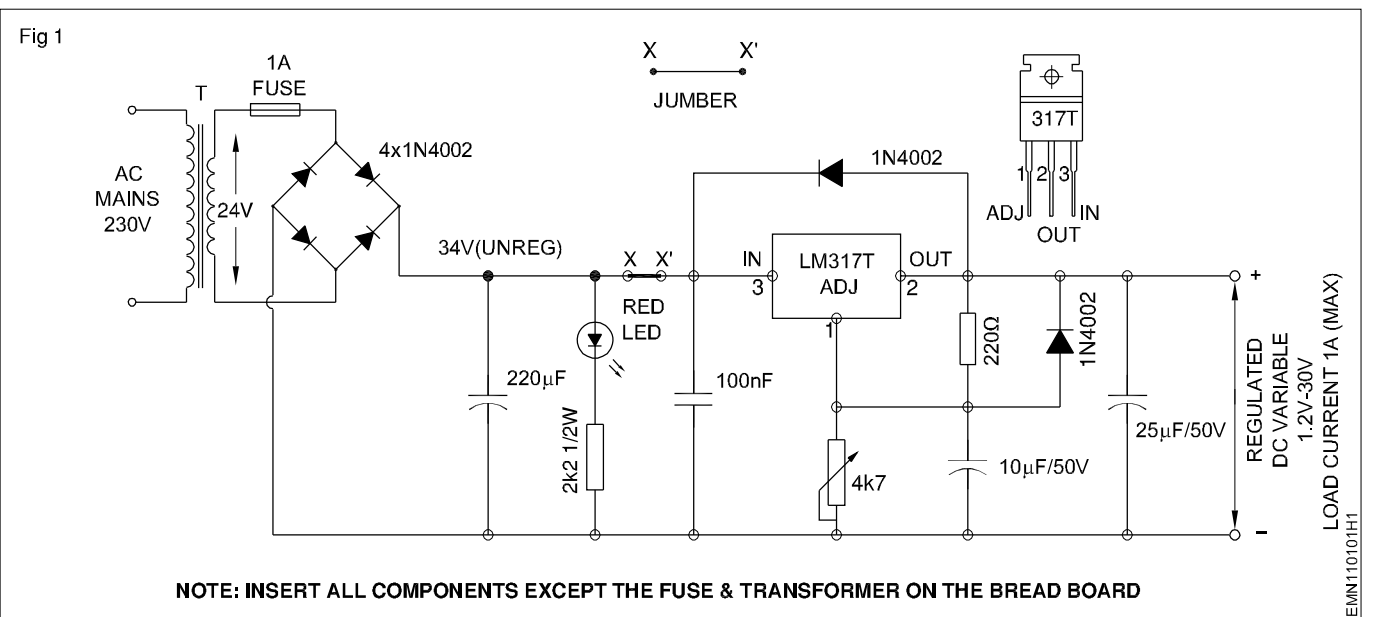 Fig 1
X X'
JUMBER
1A
FUSE
T
4x1N4002
AC
MAINS
230V
24V
34V(UNREG)
X X'
RED
LED
220µF
2k2 1/2W
100nF
1N4002
IN
3
LM317T
ADJ
1
OUT
2
317T
1 2 3
ADJ
OUT
IN
220Ω
1N4002
4k7
10µF/50V
25µF/50V
+
−
REGULATED
DC VARIABLE
1.2V-30V
LOAD CURRENT 1A (MAX)
EMN110101H1
NOTE: INSERT ALL COMPONENTS EXCEPT THE FUSE & TRANSFORMER ON THE BREAD BOARD